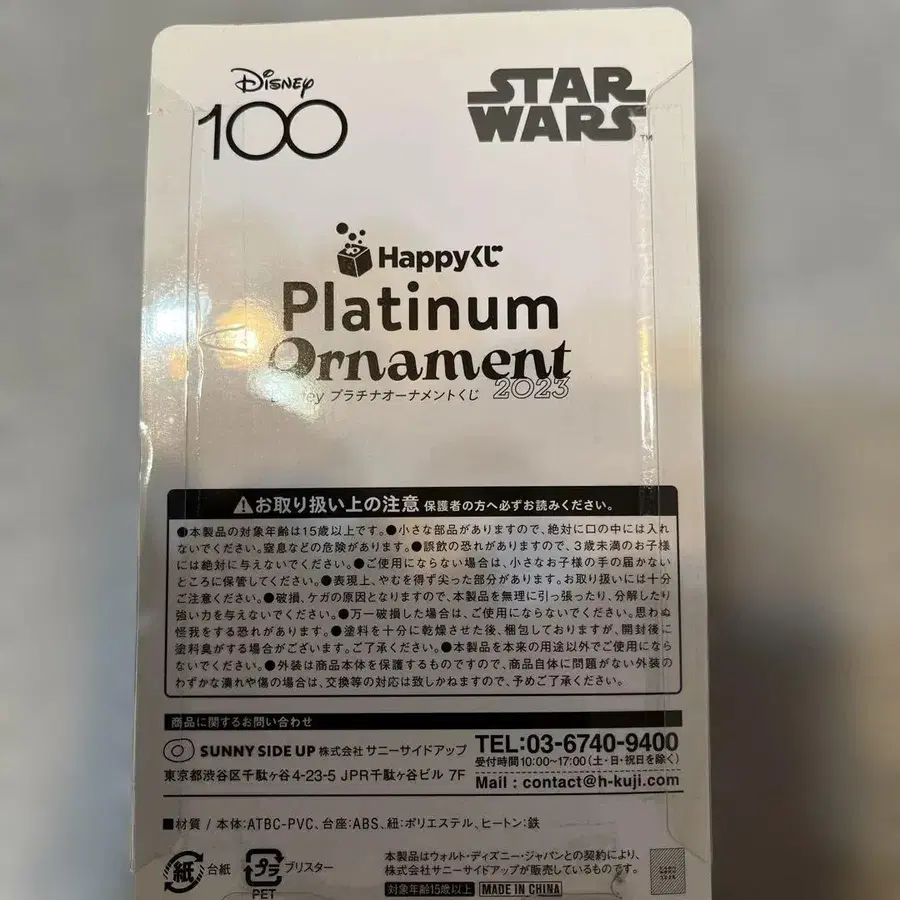 Disney
100
STAR
WARS
TM
Happyくじ
Platinum
Ornament
2023
プラチナオーナメントくじ
お取り扱い上の注意 保護者の方へ必ずお読みください。
●本製品の対象年齢は15歳以上です。●小さな部品がありますので、絶対に口の中には入れ
ないでください。窒息などの危険があります。●誤飲の恐れがありますので、3歳未満のお子様
には絶対に与えないでください。●ご使用にならない場合は、小さなお子様の手の届かない
ところに保管してください。●表現上、やむを得ず尖った部分があります。お取り扱いには十分
ご注意ください。●破損、ケガの原因となりますので、本製品を無理に引っ張ったり、分解したり
強い力を与えないでください。●万一破損した場合は、ご使用にならないでください。思わぬ
怪我をする恐れがあります。●塗料を十分に乾燥させた後、梱包しておりますが、開封後に
塗料臭がする場合がございます。ご了承ください。●本製品を本来の用途以外でご使用になら
ないでください。●外装は商品本体を保護するものですので、商品自体に問題がない外装の
わずかな潰れや傷の場合は、交換等の対応は致しかねますので、予めご了承ください。
商品に関するお問い合わせ
SUNNY SIDE UP 株式会社 サニーサイドアップ
東京都渋谷区千駄ヶ谷4-23-5 JPR千駄ヶ谷ビル 7F
TEL:03-6740-9400
受付時間 10:00~17:00(土・日・祝日を除く)
Mail : contact@h-kuji.com
■材質 / 本体:ATBC-PVC、台座:ABS、紐:ポリエステル、ヒートン:鉄
紙 台紙
プラ ブリスター
PET
本製品はウォルト・ディズニー・ジャパンとの契約により、
株式会社サニーサイドアップが販売しているものです。
対象年齢15歳以上 MADE IN CHINA